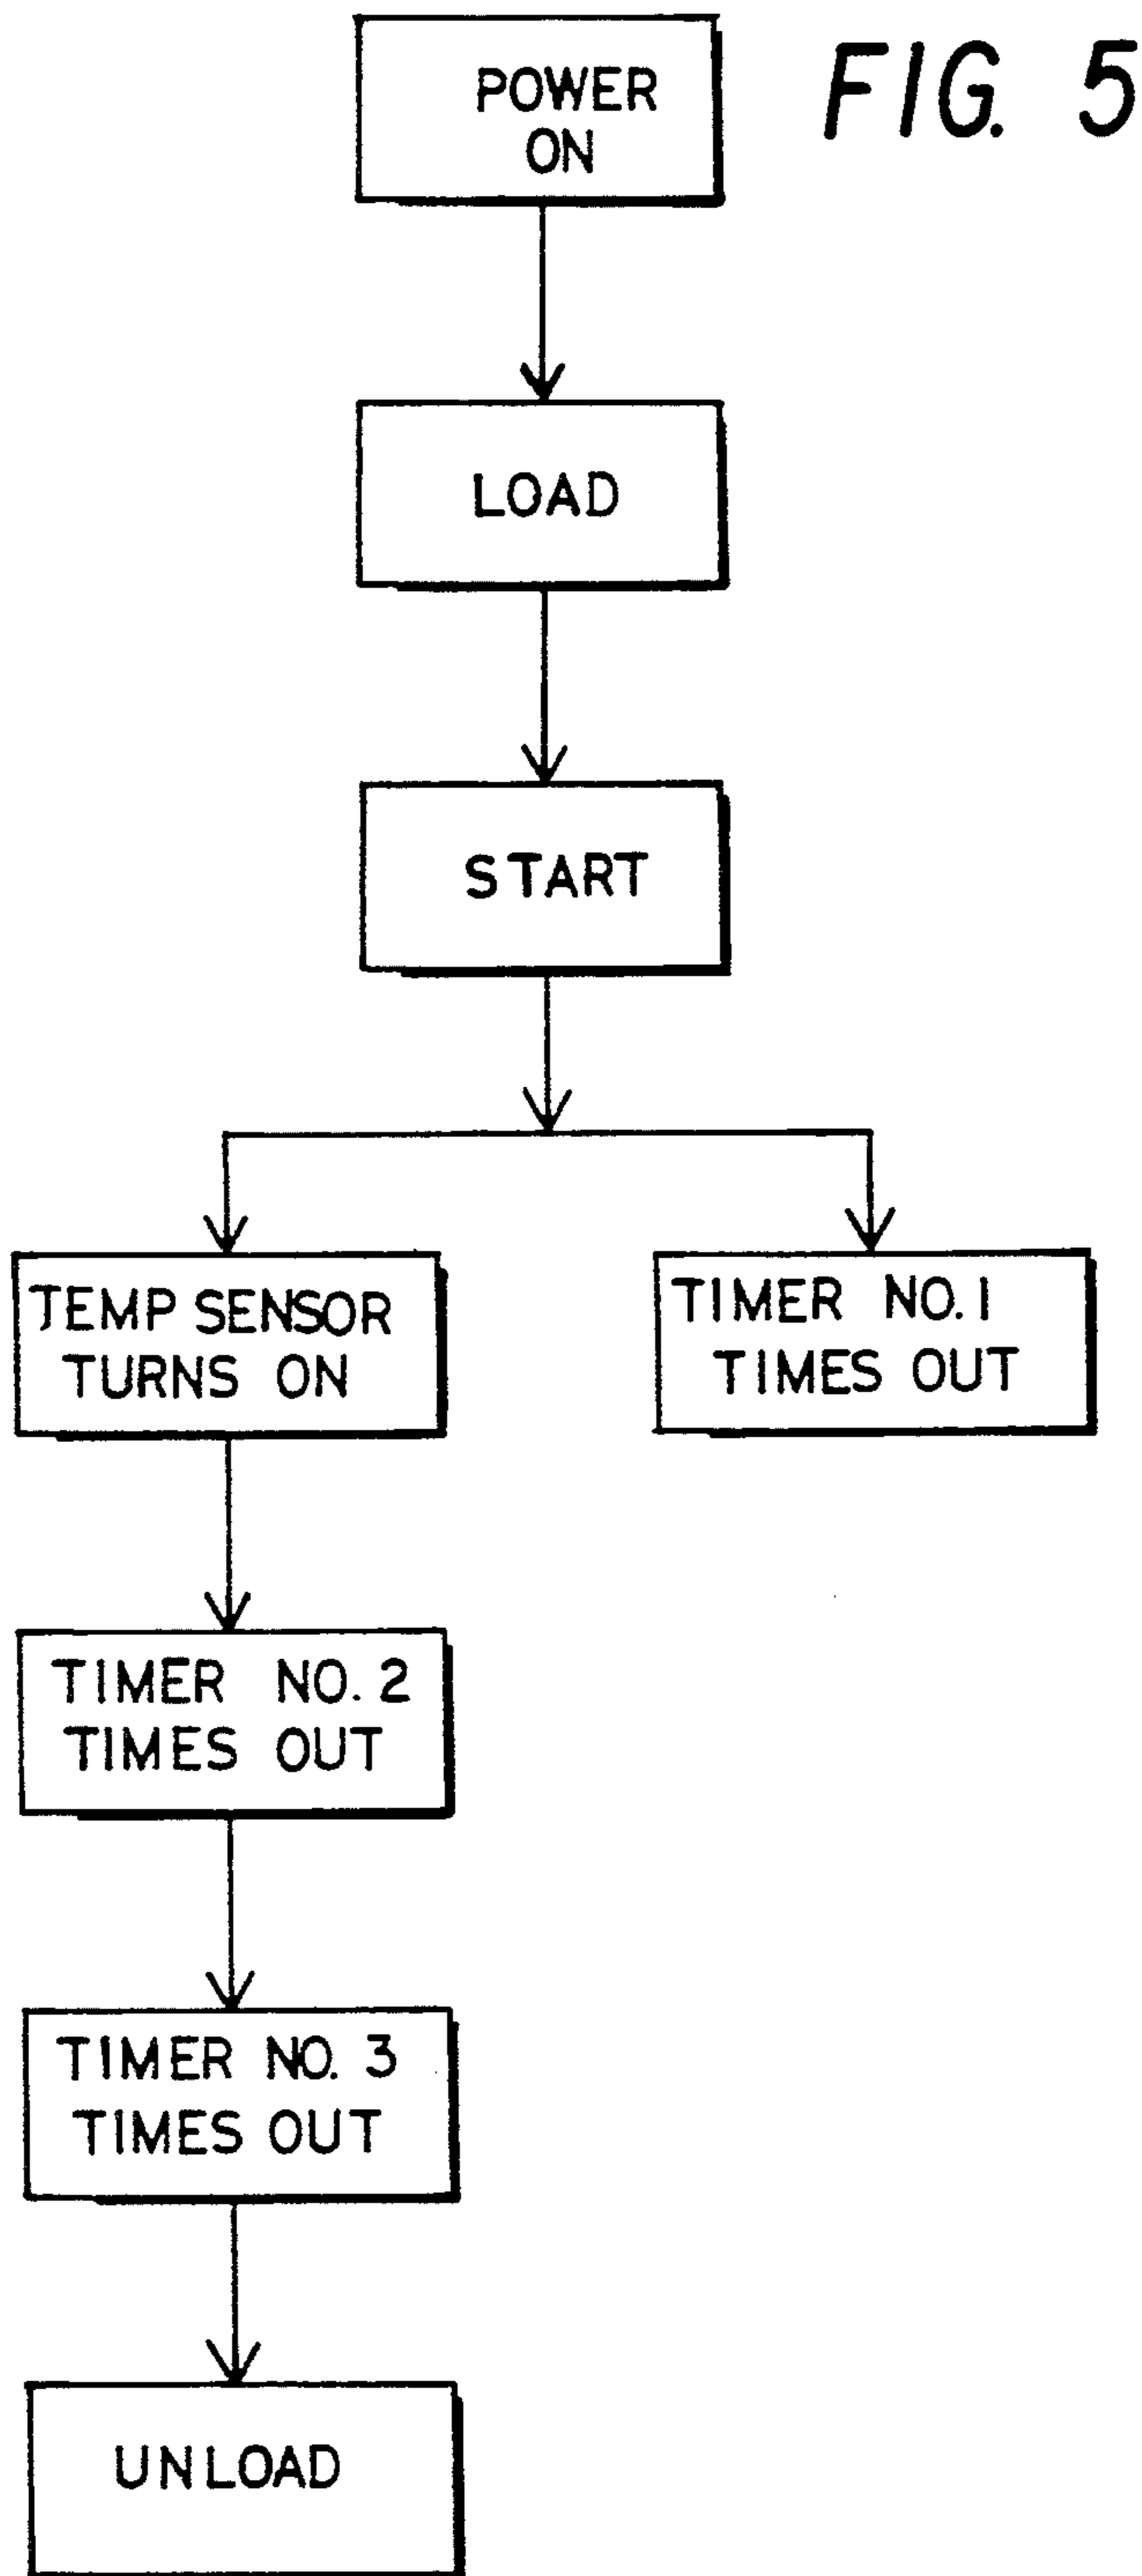 FIG. 5
POWER
ON
LOAD
START
TEMP SENSOR
TURNS ON
TIMER NO. 1
TIMES OUT
TIMER NO. 2
TIMES OUT
TIMER NO. 3
TIMES OUT
UNLOAD